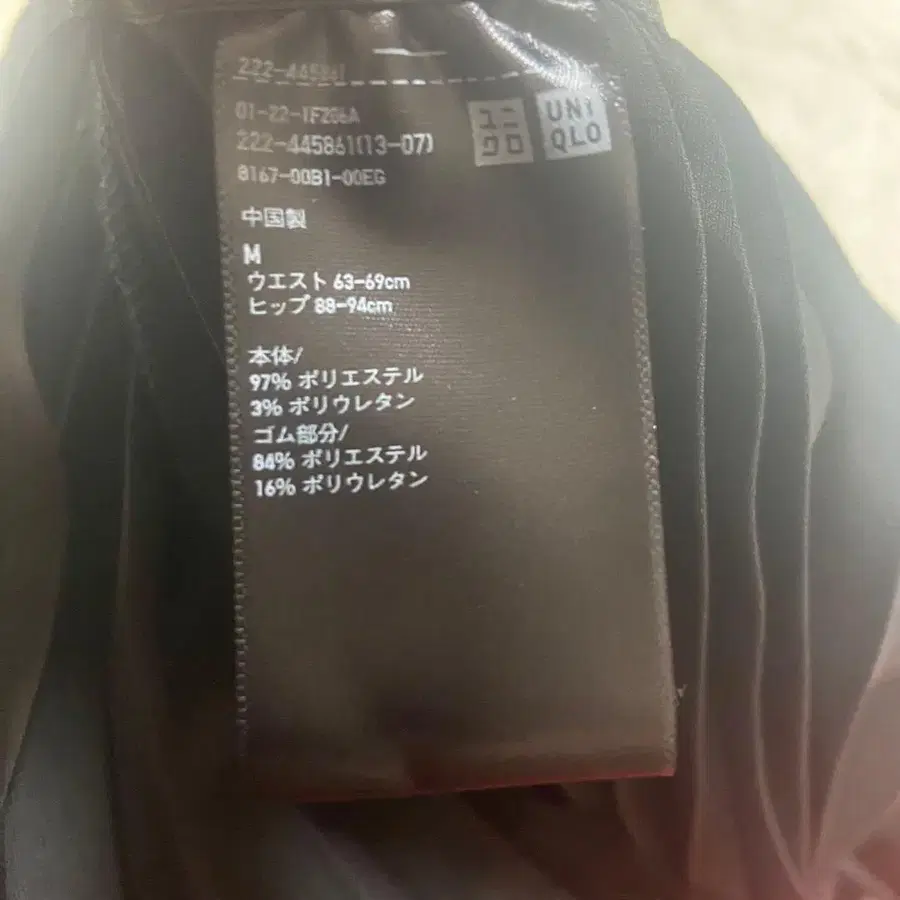 222-445861
01-22-1F206A
222-445861(13-07)
8167-00B1-00EG
ユニ
クロ
UNI
QLO
中国製
M
ウエスト 63-69cm
ヒップ 88-94cm
本体/
97% ポリエステル
3% ポリウレタン
ゴム部分/
84% ポリエステル
16% ポリウレタン